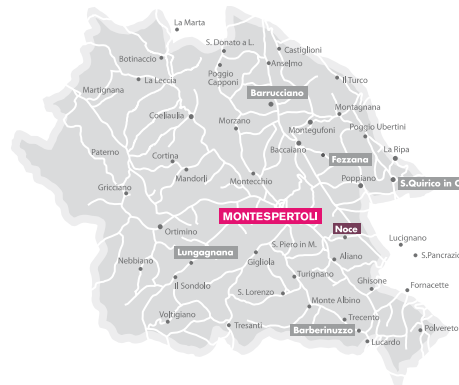 La Marta
S. Donato a L.
Castiglioni
Botinaccio
Anselmo
La Leccia
Poggio
Capponi
Il Turco
Martignana
Barrucciano
Montagnana
Coeliaulia
Morzano
Montegufoni
Poggio Ubertini
Baccaiano
Paterno
Cortina
Fezzana
La Ripa
Mandorli
Montecchio
Poppiano
S.Quirico in C
Gricciano
MONTESPERTOLI
Ortimino
Noce
Lucignano
Lungagnana
S. Piero in M.
S.Pancrazio
Nebbiano
Gigliola
Aliano
Il Sondolo
Turignano
Ghisone
Fornacette
S. Lorenzo
Monte Albino
Voltigiano
Trecento
Tresanti
Barberinuzzo
Polvereto
Lucardo